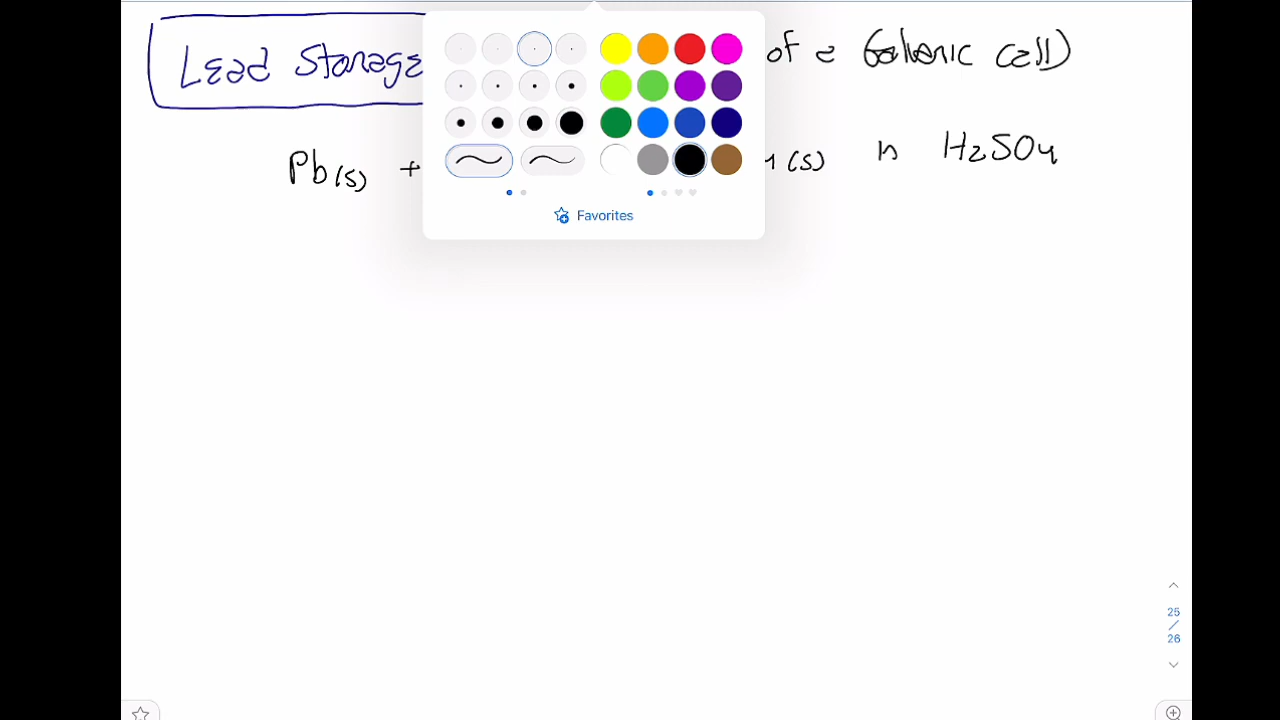 Lead Storage of a Galvanic cell)
Pb(s) + (s) in H2SO4
Favorites
25
/
26